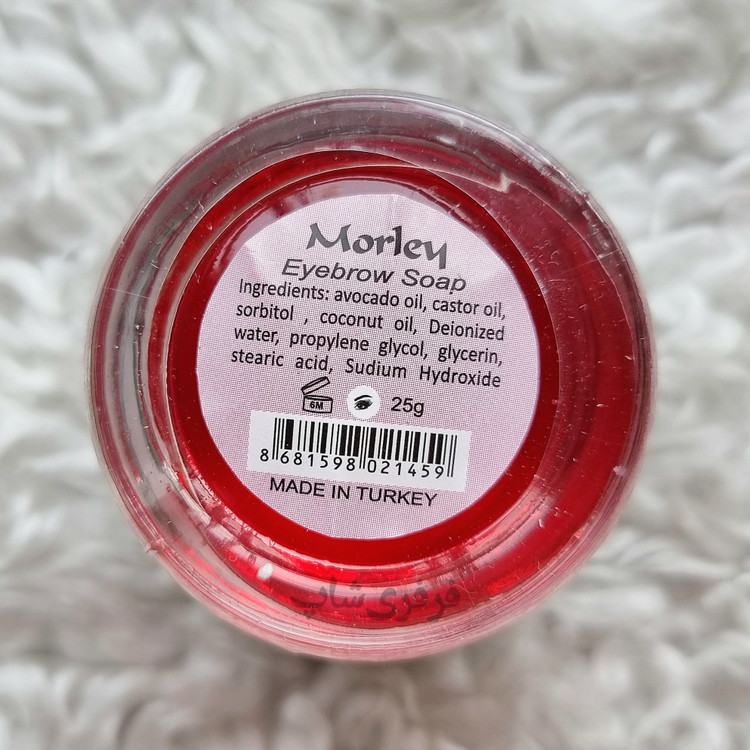 Morley
Eyebrow Soap
Ingredients: avocado oil, castor oil,
sorbitol , coconut oil, Deionized
water, propylene glycol, glycerin,
stearic acid, Sudium Hydroxide
6M 25g
8 681598 021459
MADE IN TURKEY
فرفری شاپ